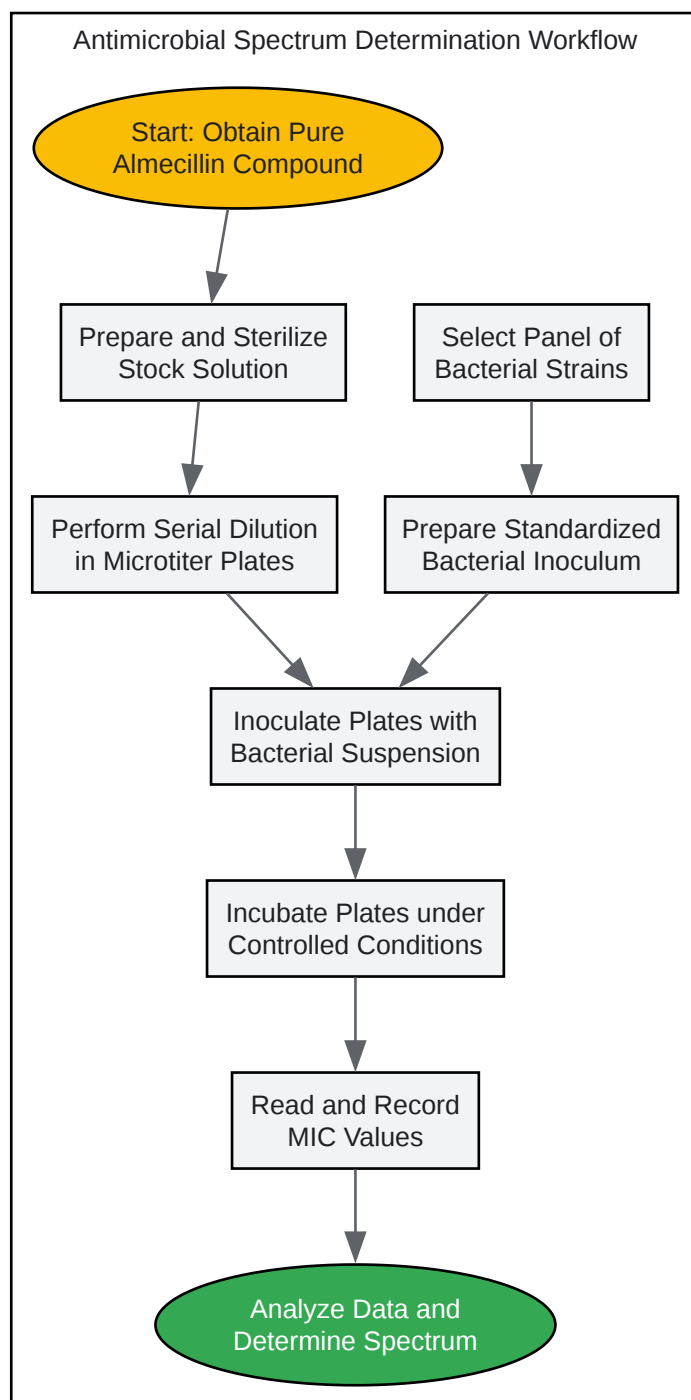 Antimicrobial Spectrum Determination Workflow
Start: Obtain Pure
Almecillin Compound
Prepare and Sterilize
Stock Solution
Select Panel of
Bacterial Strains
Perform Serial Dilution
in Microtiter Plates
Prepare Standardized
Bacterial Inoculum
Inoculate Plates with
Bacterial Suspension
Incubate Plates under
Controlled Conditions
Read and Record
MIC Values
Analyze Data and
Determine Spectrum